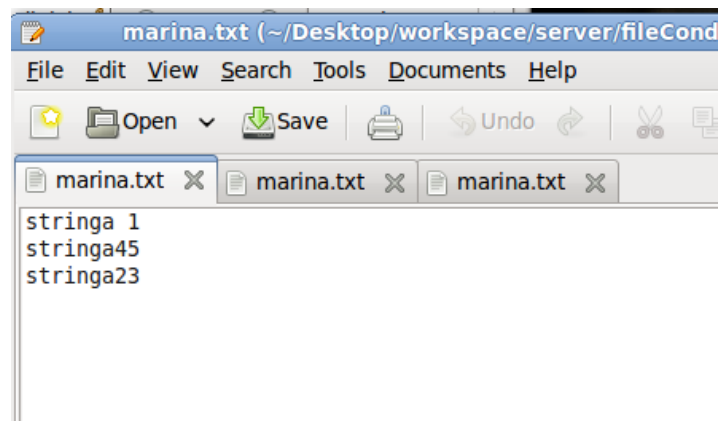 marina.txt (~/Desktop/workspace/server/fileCond
File Edit View Search Tools Documents Help
Open Save Undo
marina.txt marina.txt marina.txt
stringa 1
stringa45
stringa23